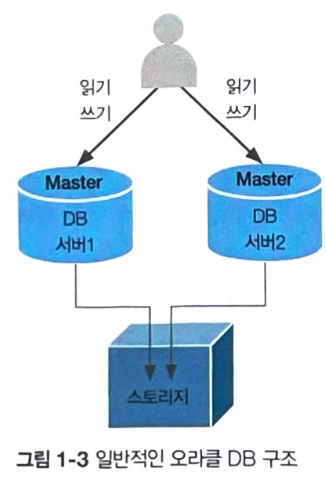 읽기
쓰기
읽기
쓰기
Master
DB
서버1
Master
DB
서버2
스토리지
그림 1-3 일반적인 오라클 DB 구조